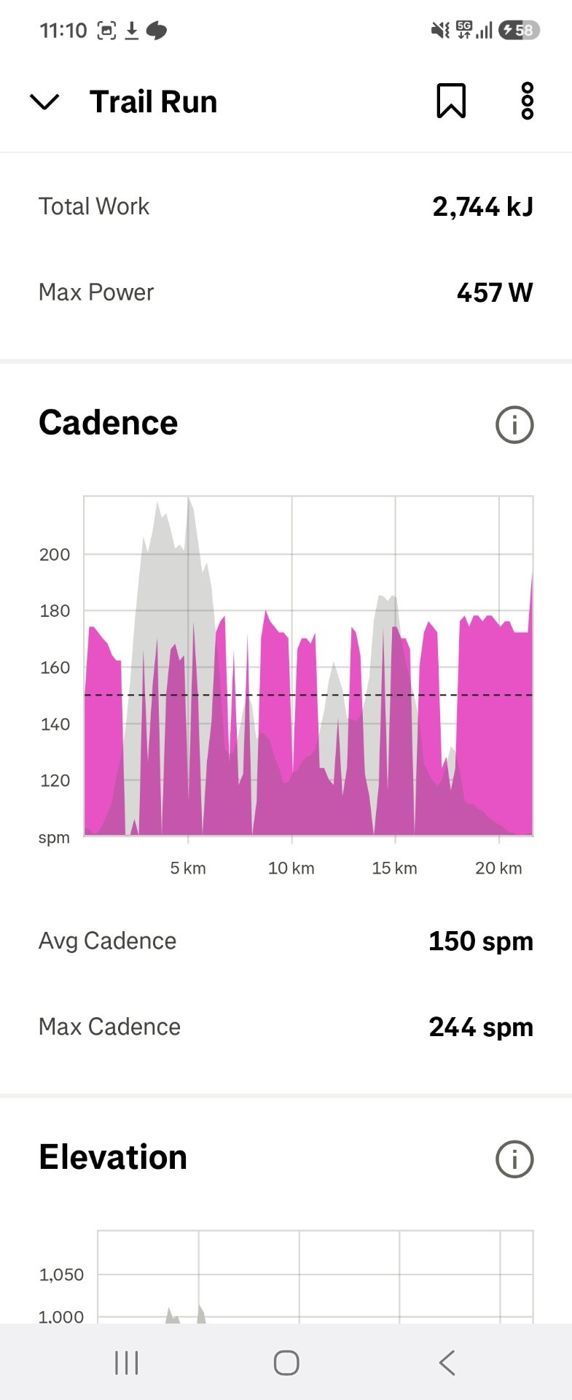 11:10 5G 58
Trail Run
Total Work 2,744 kJ
Max Power 457 W
Cadence
200
180
160
140
120
spm
5 km 10 km 15 km 20 km
Avg Cadence 150 spm
Max Cadence 244 spm
Elevation
1,050
1,000